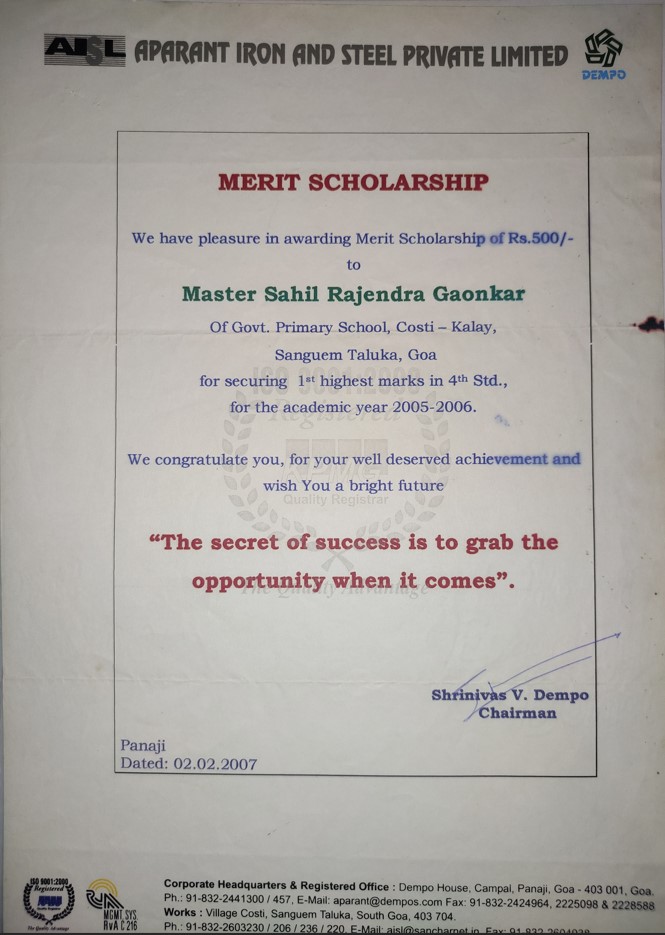 AISL APARANT IRON AND STEEL PRIVATE LIMITED
DEMPO
MERIT SCHOLARSHIP
We have pleasure in awarding Merit Scholarship of Rs.500/-
to
Master Sahil Rajendra Gaonkar
Of Govt. Primary School, Costi – Kalay,
Sanguem Taluka, Goa
for securing 1st highest marks in 4th Std.,
for the academic year 2005-2006.
ISO 9001:2000
Registered
We congratulate you, for your well deserved achievement and
wish You a bright future
Quality Registrar
“The secret of success is to grab the
opportunity when it comes”.
The Quality Advantage
Shrinivas V. Dempo
Chairman
Panaji
Dated: 02.02.2007
ISO 9001:2000
Registered
The Quality Advantage
MGMT. SYS.
RvA C 216
Corporate Headquarters & Registered Office : Dempo House, Campal, Panaji, Goa - 403 001, Goa.
Ph.: 91-832-2441300 / 457, E-Mail: aparant@dempos.com Fax: 91-832-2424964, 2225098 & 2228588
Works : Village Costi, Sanguem Taluka, South Goa, 403 704.
Ph.: 91-832-2603230 / 206 / 236 / 220, E-Mail: aisl@sancharnet.in, Fax: 91-832